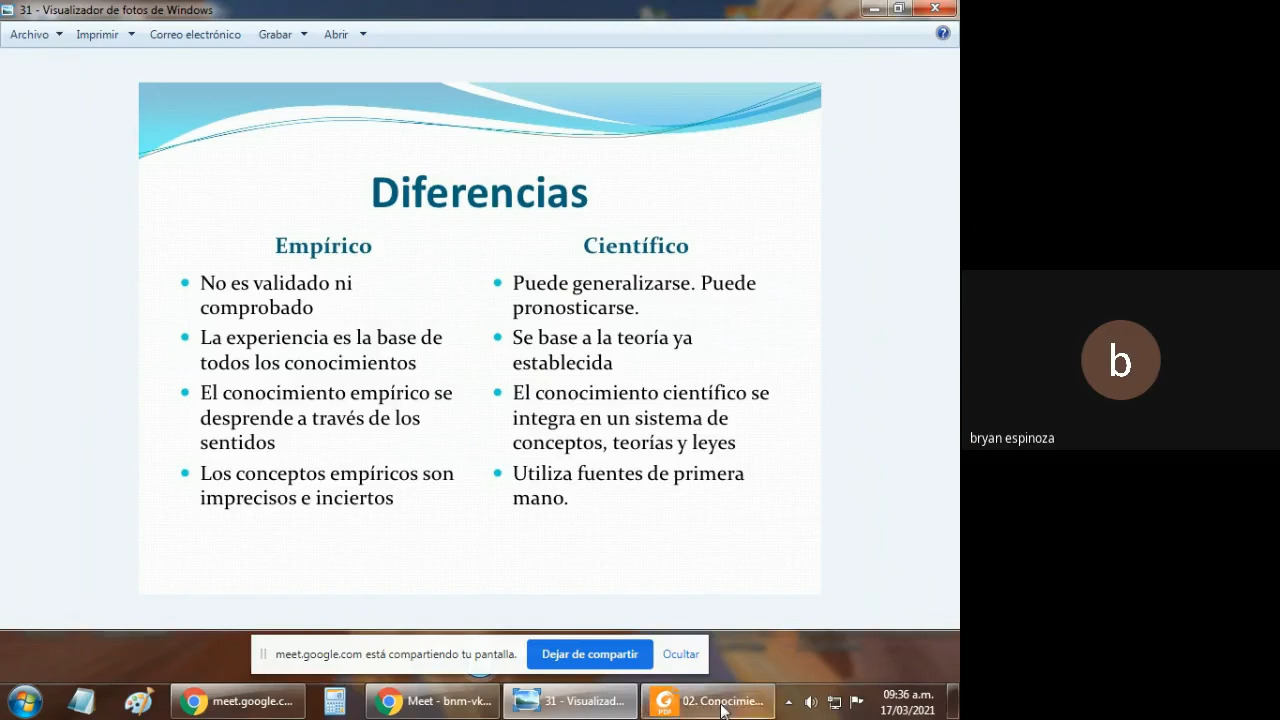 31 - Visualizador de fotos de Windows
Archivo Imprimir Correo electrónico Grabar Abrir
Diferencias
Empírico
No es validado ni
comprobado
La experiencia es la base de
todos los conocimientos
El conocimiento empírico se
desprende a través de los
sentidos
Los conceptos empíricos son
imprecisos e inciertos
Científico
Puede generalizarse. Puede
pronosticarse.
Se base a la teoría ya
establecida
El conocimiento científico se
integra en un sistema de
conceptos, teorías y leyes
Utiliza fuentes de primera
mano.
b
bryan espinoza
meet.google.com está compartiendo tu pantalla. Dejar de compartir Ocultar
meet.google.c... Meet - bnm-vk... 31 - Visualizad... PDF 02. Conocimie... 09:36 a.m.
17/03/2021